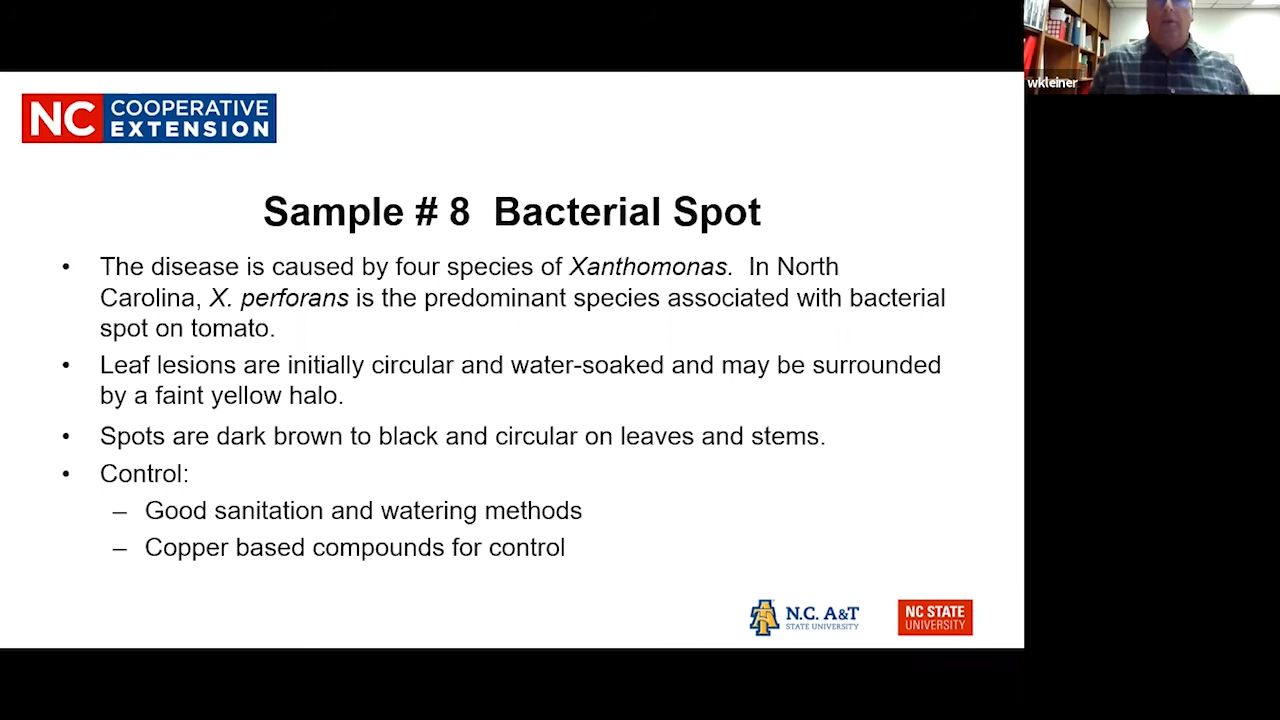 wkleiner
NC COOPERATIVE
EXTENSION
Sample # 8 Bacterial Spot
• The disease is caused by four species of Xanthomonas. In North
Carolina, X. perforans is the predominant species associated with bacterial
spot on tomato.
• Leaf lesions are initially circular and water-soaked and may be surrounded
by a faint yellow halo.
• Spots are dark brown to black and circular on leaves and stems.
• Control:
– Good sanitation and watering methods
– Copper based compounds for control
N.C. A&T
STATE UNIVERSITY
NC STATE
UNIVERSITY